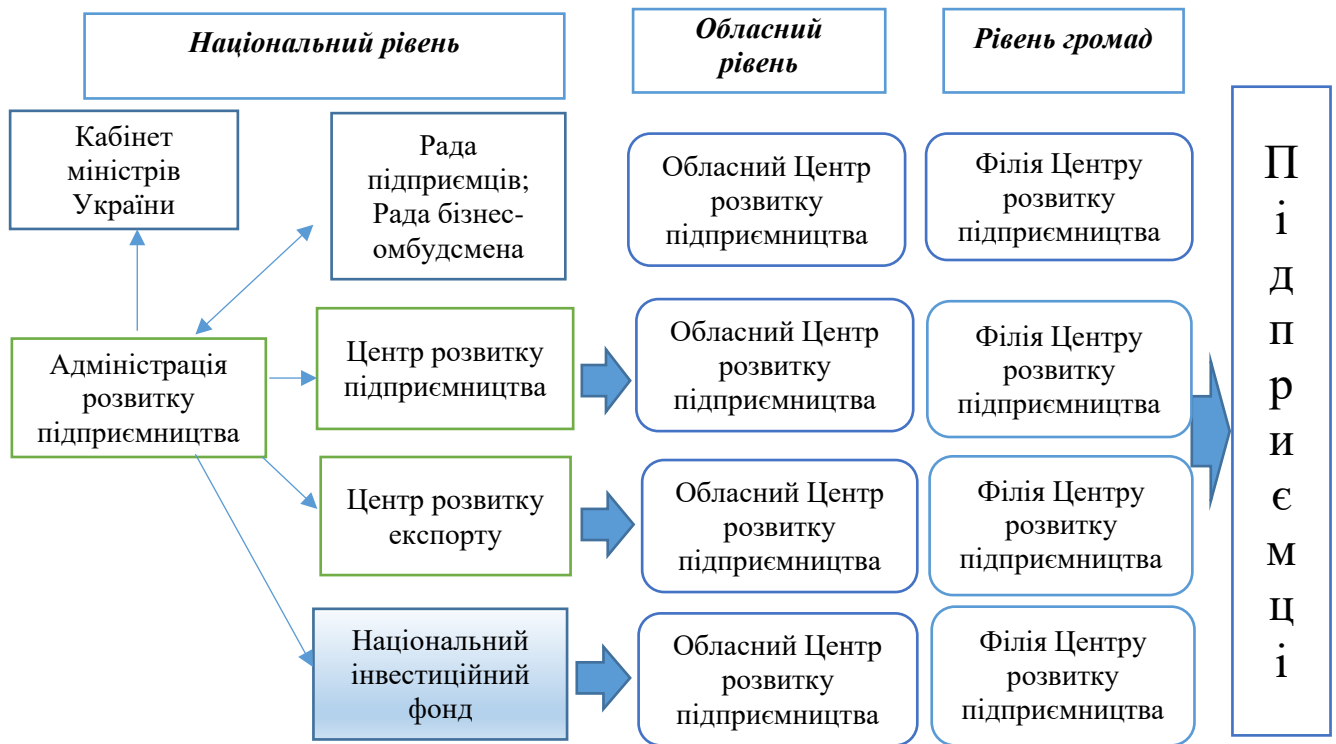 Національний рівень
Обласний
рівень
Рівень громад
Кабінет
міністрів
України
Рада
підприємців;
Рада бізнес-
омбудсмена
Обласний Центр
розвитку
підприємництва
Філія Центру
розвитку
підприємництва
Адміністрація
розвитку
підприємництва
Центр розвитку
підприємництва
Обласний Центр
розвитку
підприємництва
Філія Центру
розвитку
підприємництва
Центр розвитку
експорту
Обласний Центр
розвитку
підприємництва
Філія Центру
розвитку
підприємництва
Національний
інвестиційний
фонд
Обласний Центр
розвитку
підприємництва
Філія Центру
розвитку
підприємництва
П
і
д
п
р
и
є
м
ц
і